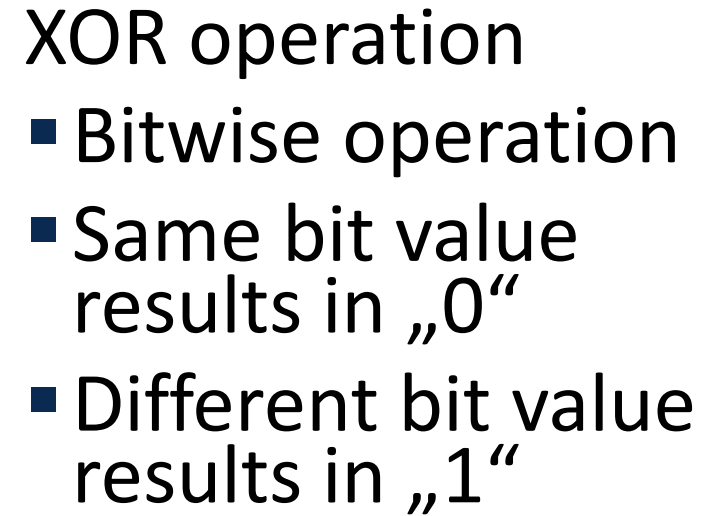 XOR operation
▪ Bitwise operation
▪ Same bit value
results in „0“
▪ Different bit value
results in „1“